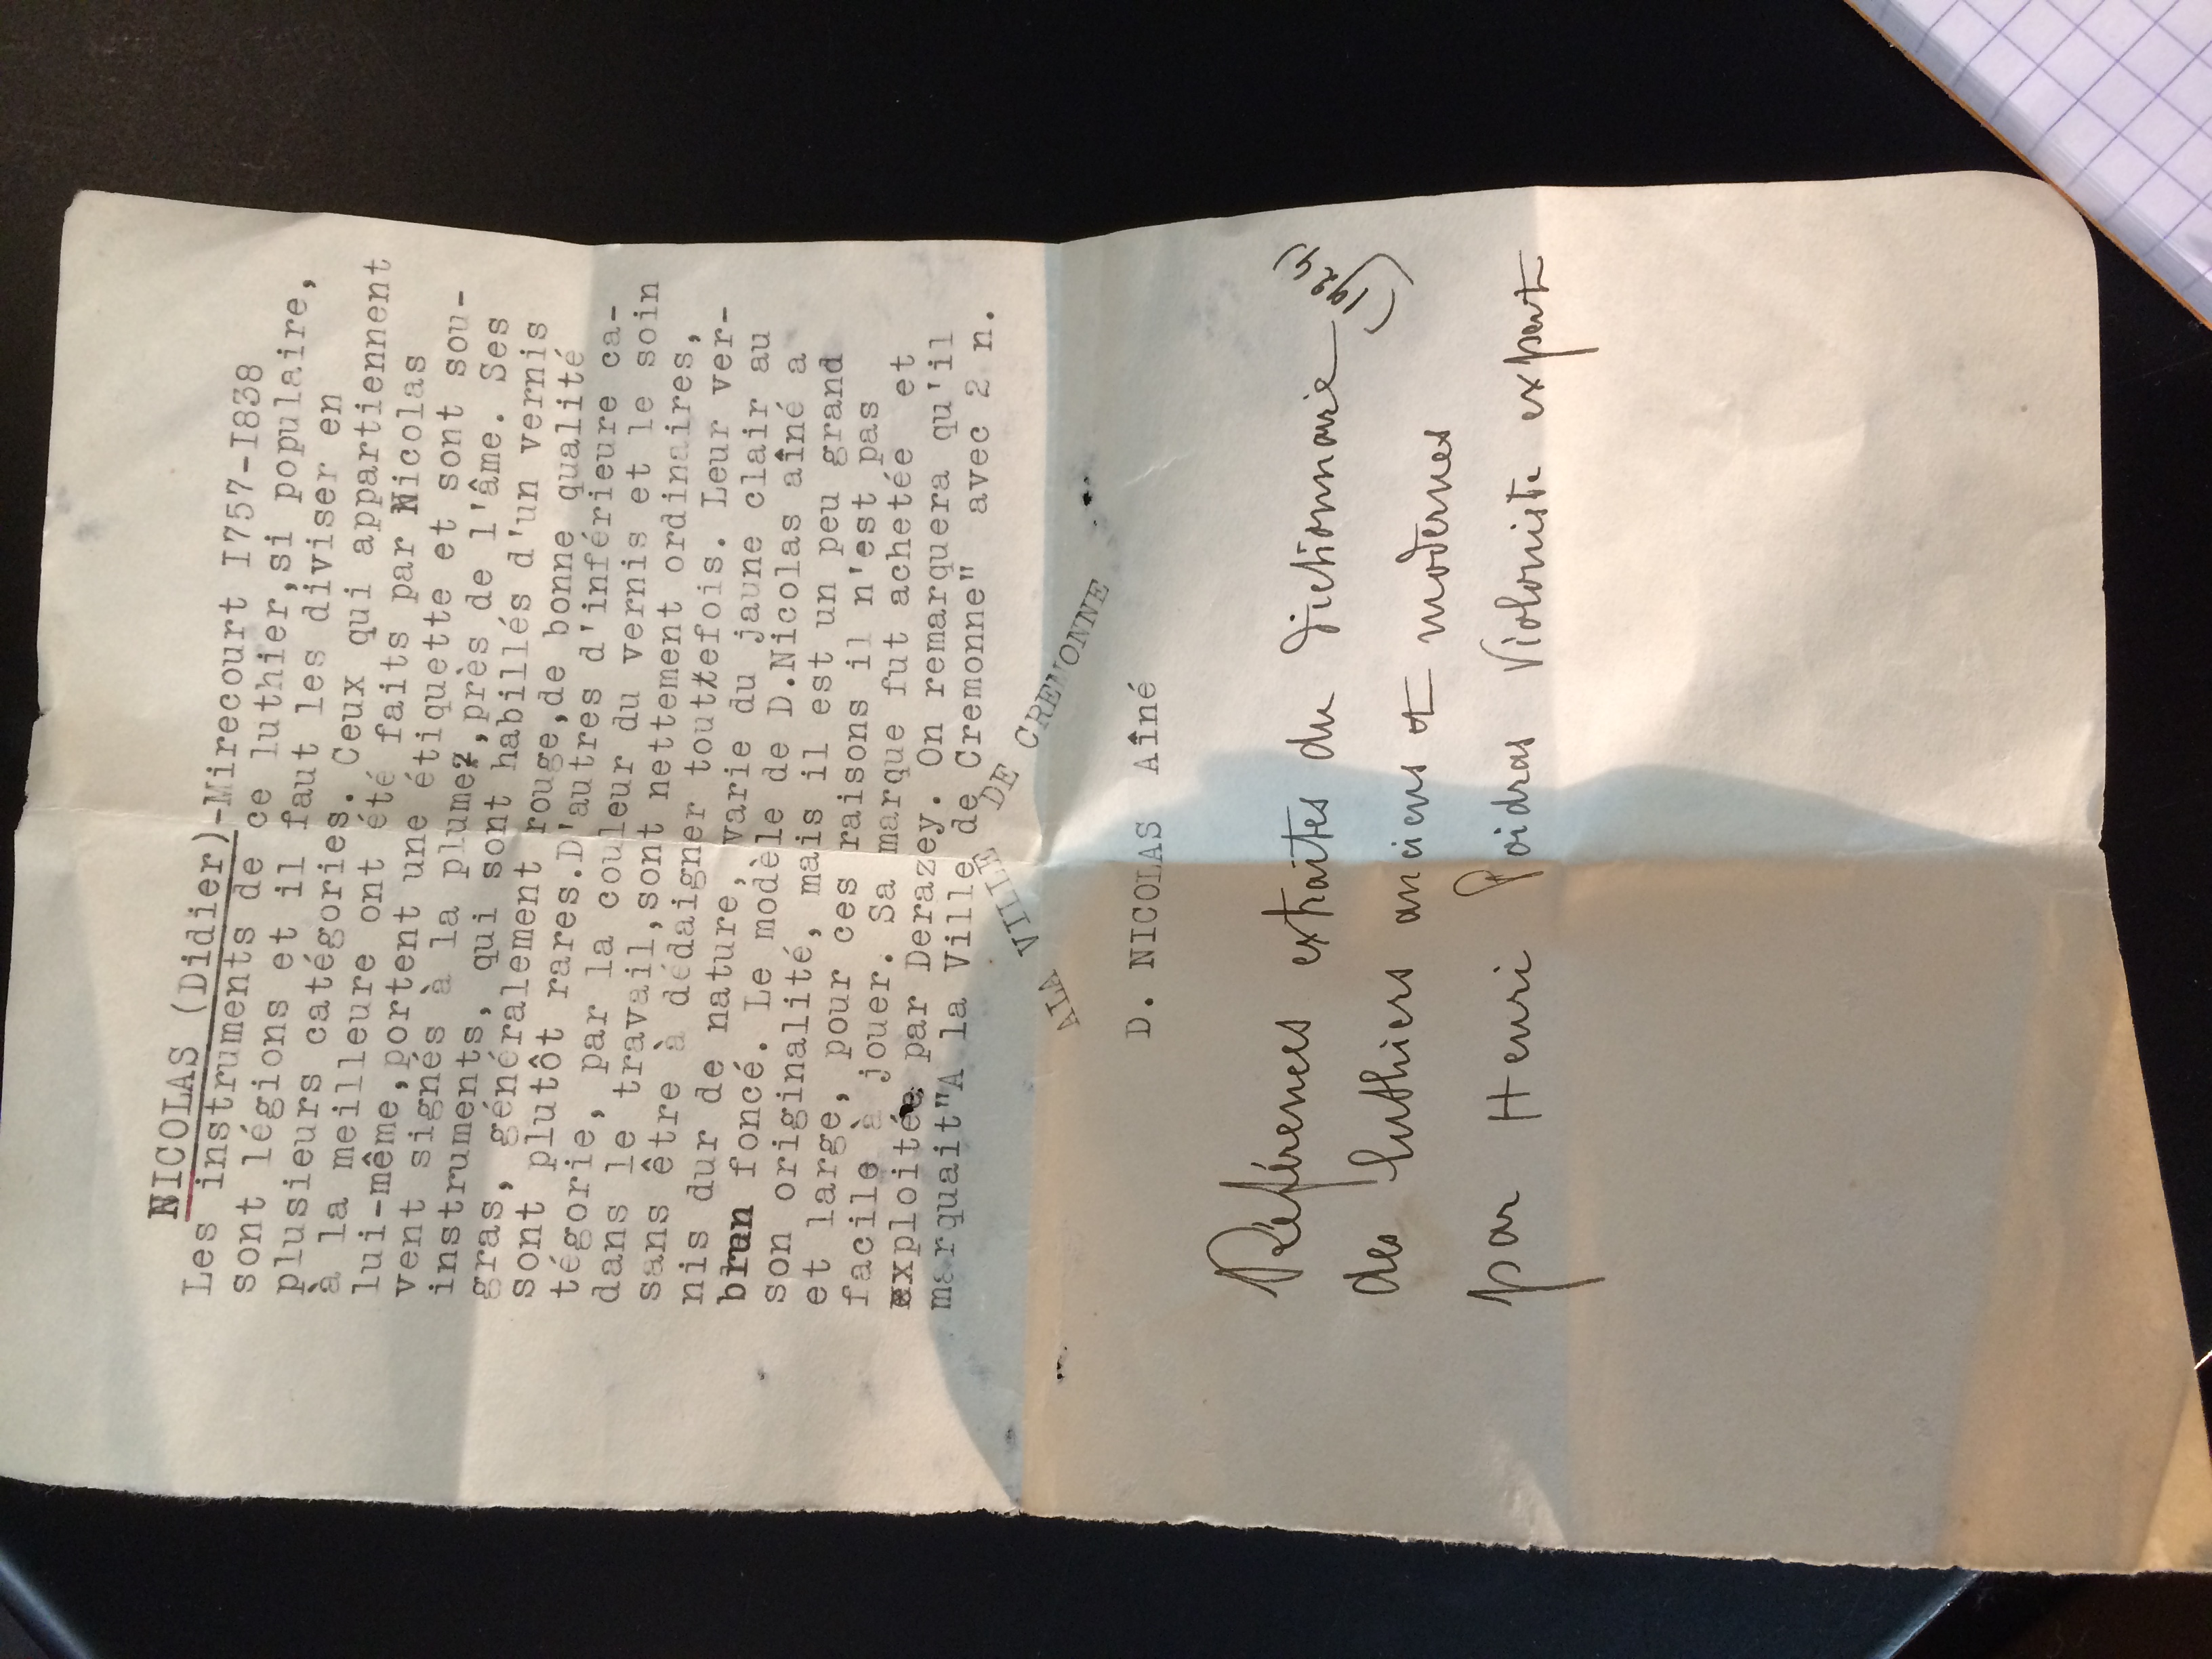 NICOLAS (Didier)-Mirecourt I757-I838
Les instruments de ce luthier,si populaire,
sont légions et il faut les diviser en
plusieurs catégories. Ceux qui appartiennent
à la meilleure ont été faits par Nicolas
lui-même,portent une étiquette et sont sou-
vent signés à la plume,près de l'âme. Ses
instruments, qui sont habillés d'un vernis
gras, généralement rouge,de bonne qualité
sont plutôt rares.D'autres d'inférieure ca-
tégorie, par la couleur du vernis et le soin
dans le travail,sont nettement ordinaires,
sans être à dédaigner toutefois. Leur ver-
nis dur de nature, varie du jaune clair au
brun foncé. Le modèle de D.Nicolas aîné a
son originalité, mais il est un peu grand
et large, pour ces raisons il n'est pas
facile à jouer. Sa marque fut achetée et
exploitée par Derazey. On remarquera qu'il
marquait"A la Ville de Cremonne" avec 2 n.
ALA VILLE DE CREMONNE
D. NICOLAS Aîné
Références extraites du Dictionnaire (1924)
des luthiers anciens et modernes
par Henri Poidras Violoniste expert